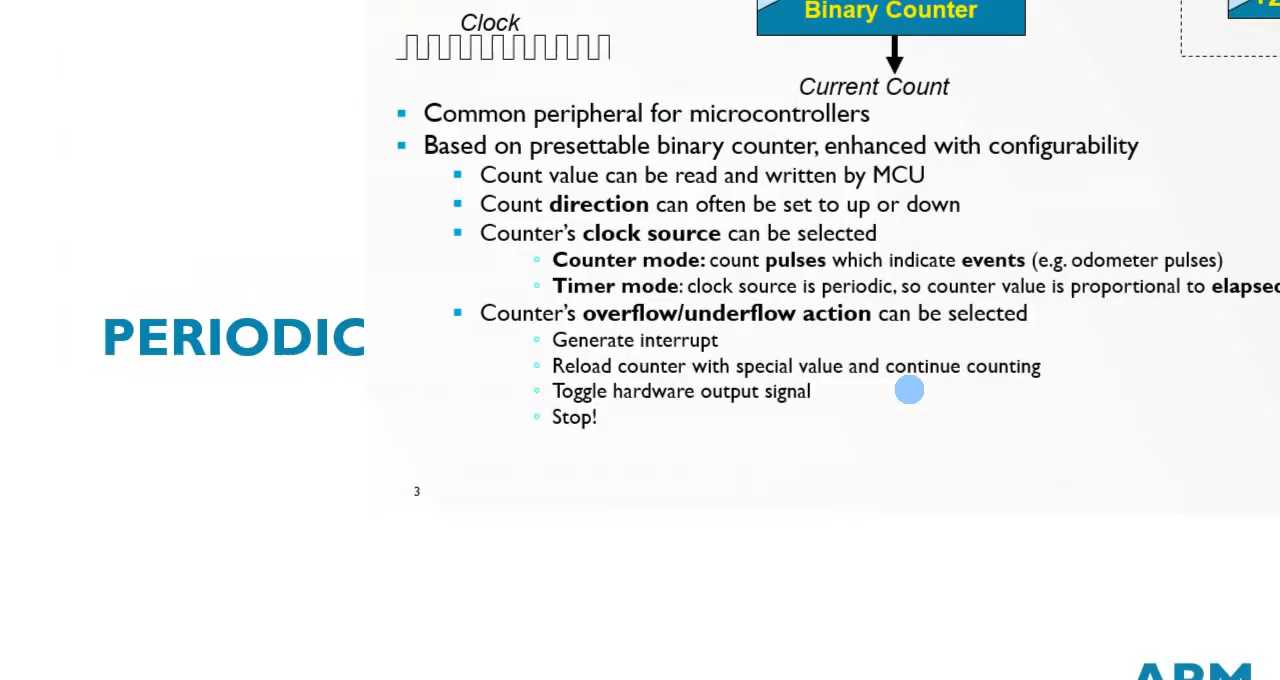 Clock
Binary Counter
Current Count
Common peripheral for microcontrollers
Based on presettable binary counter, enhanced with configurability
Count value can be read and written by MCU
Count direction can often be set to up or down
Counter's clock source can be selected
Counter mode: count pulses which indicate events (e.g. odometer pulses)
Timer mode: clock source is periodic, so counter value is proportional to elapsed
Counter's overflow/underflow action can be selected
Generate interrupt
Reload counter with special value and continue counting
Toggle hardware output signal
Stop!
PERIODIC
3
ARM